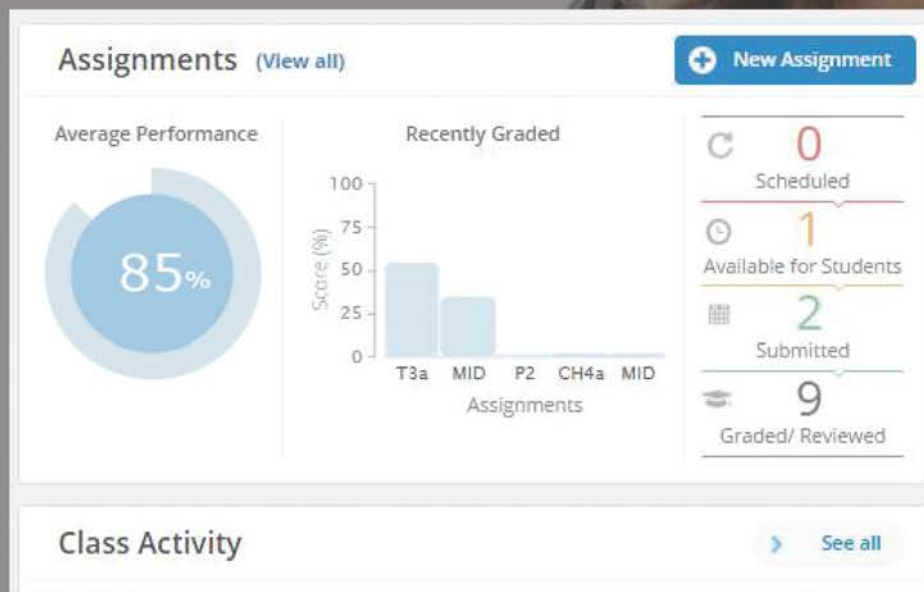 Assignments (View all)
New Assignment
Average Performance
85%
Recently Graded
100
75
50
25
0
Score (%)
T3a MID P2 CH4a MID
Assignments
0
Scheduled
1
Available for Students
2
Submitted
9
Graded/ Reviewed
Class Activity
See all